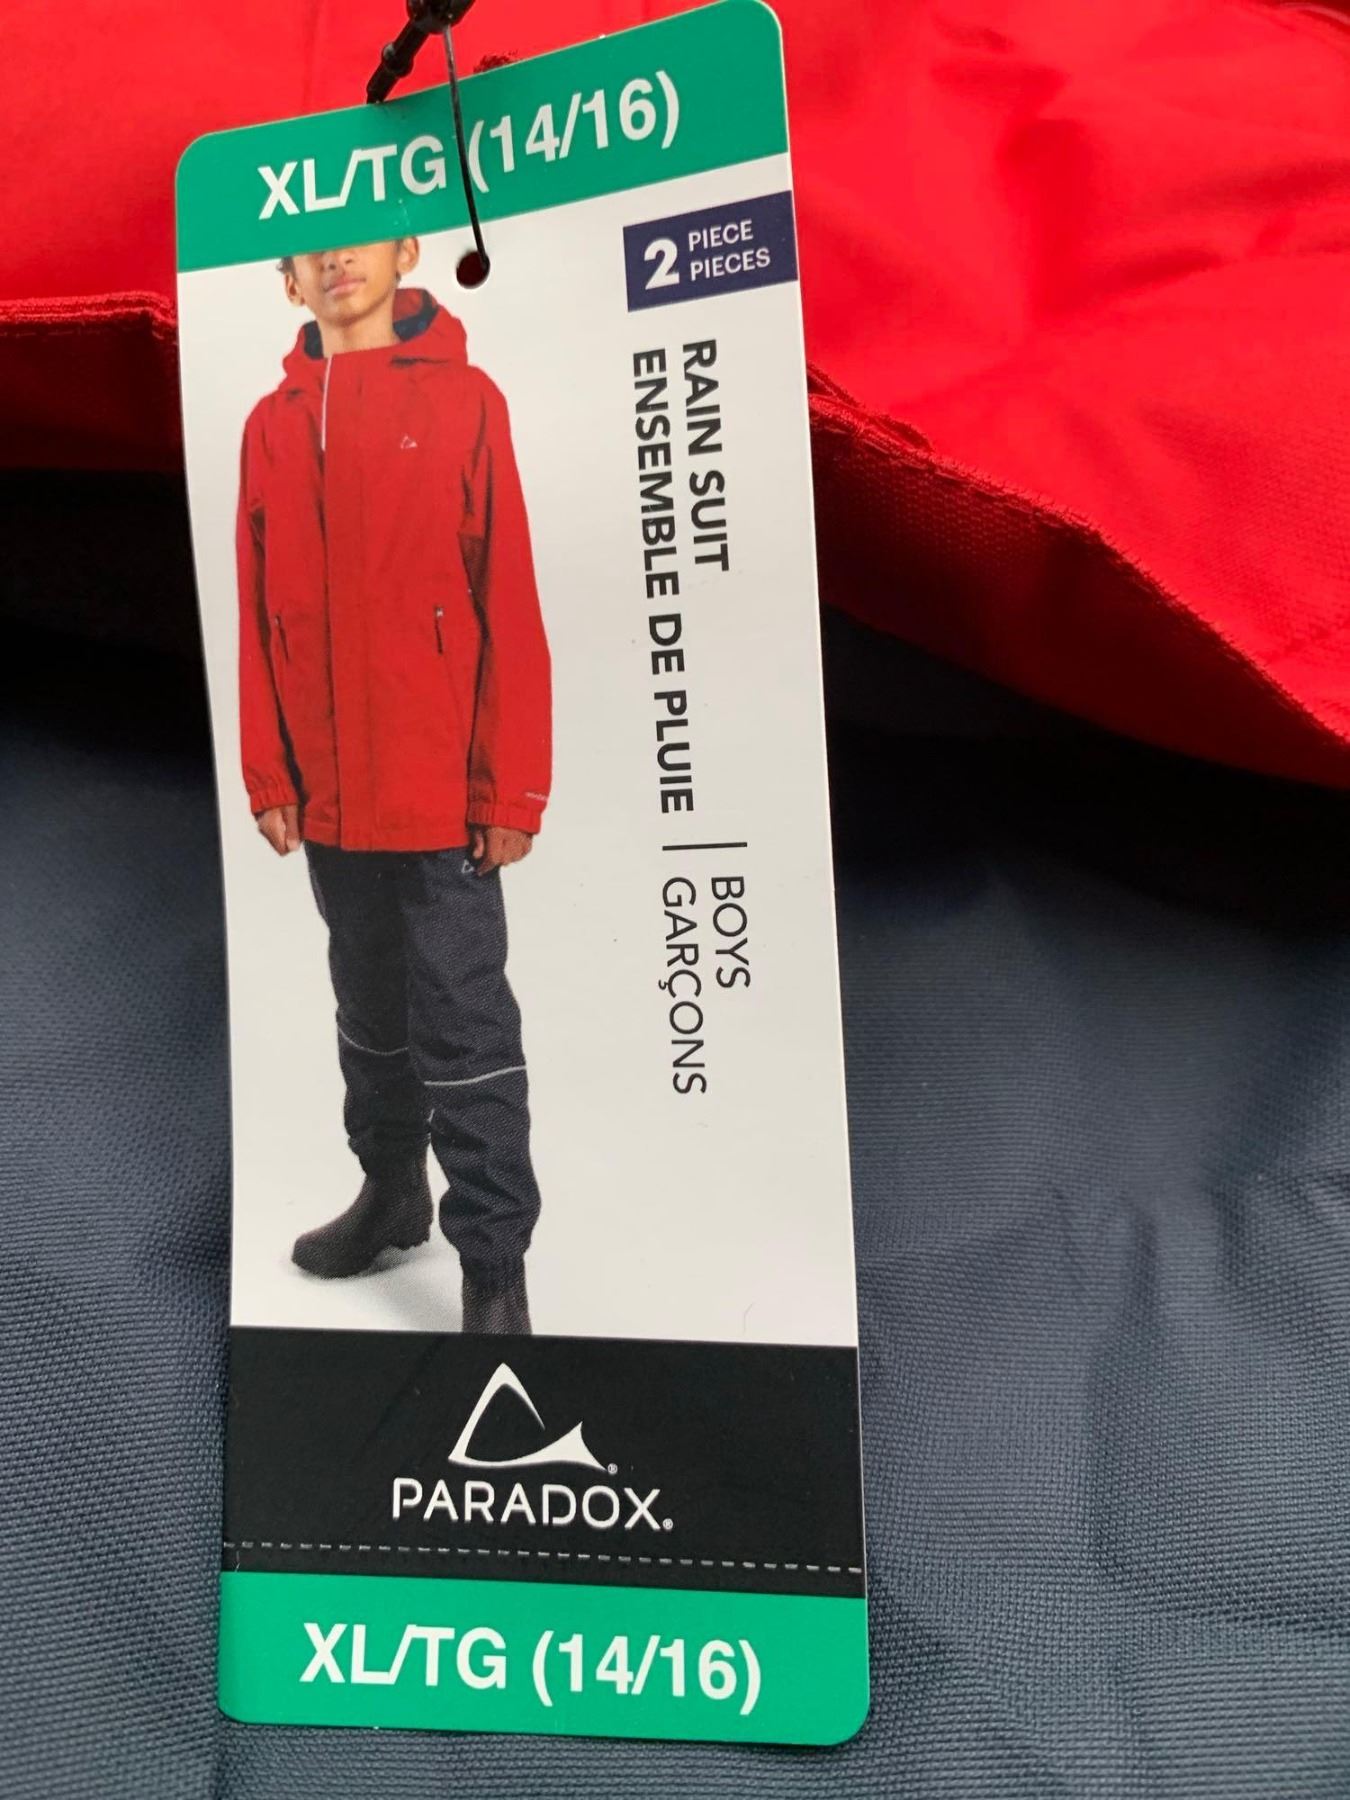 XL/TG (14/16)
2 PIECE
PIECES
RAIN SUIT | BOYS
ENSEMBLE DE PLUIE | GARÇONS
®
PARADOX®
XL/TG (14/16)